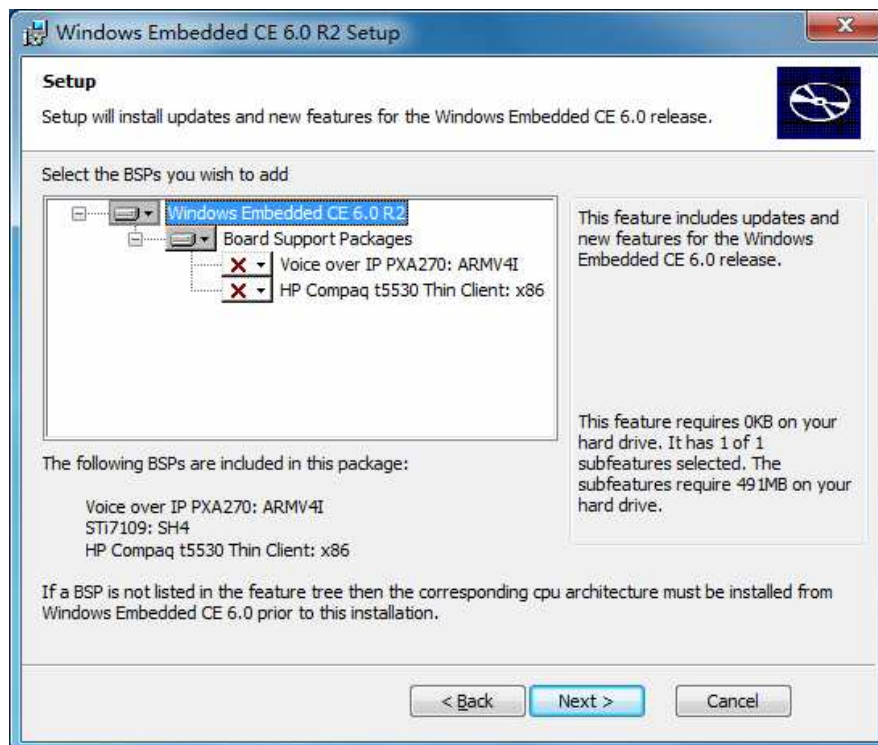 Windows Embedded CE 6.0 R2 Setup
Setup
Setup will install updates and new features for the Windows Embedded CE 6.0 release.
Select the BSPs you wish to add
Windows Embedded CE 6.0 R2
Board Support Packages
Voice over IP PXA270: ARMV4I
HP Compaq t5530 Thin Client: x86
This feature includes updates and
new features for the Windows
Embedded CE 6.0 release.
This feature requires 0KB on your
hard drive. It has 1 of 1
subfeatures selected. The
subfeatures require 491MB on your
hard drive.
The following BSPs are included in this package:
Voice over IP PXA270: ARMV4I
STi7109: SH4
HP Compaq t5530 Thin Client: x86
If a BSP is not listed in the feature tree then the corresponding cpu architecture must be installed from
Windows Embedded CE 6.0 prior to this installation.
< Back
Next >
Cancel